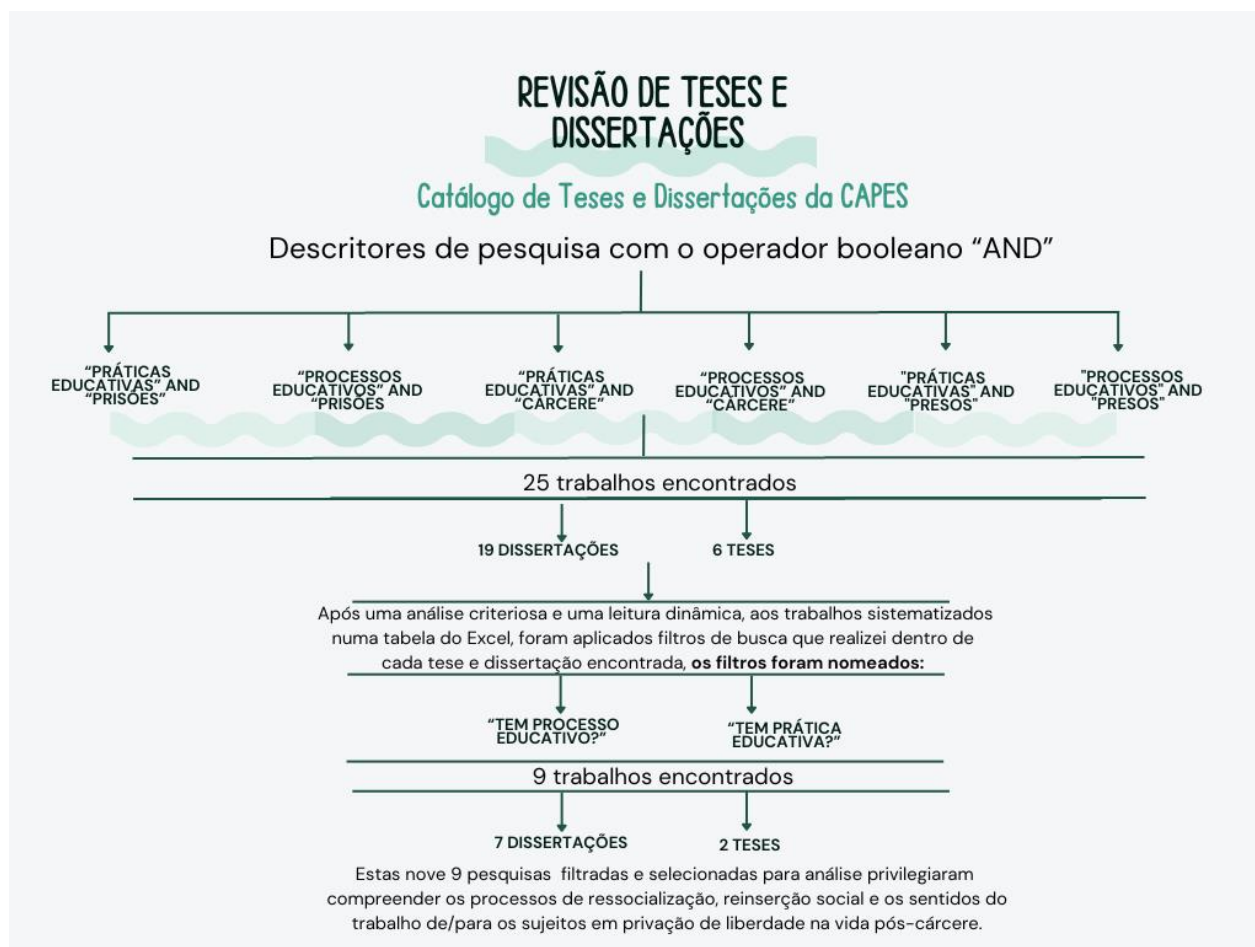 REVISÃO DE TESES E
DISSERTAÇÕES
Catálogo de Teses e Dissertações da CAPES
Descritores de pesquisa com o operador booleano “AND”
“PRÁTICAS
EDUCATIVAS” AND
“PRISÕES”
“PROCESSOS
EDUCATIVOS” AND
“PRISÕES
“PRÁTICAS
EDUCATIVAS” AND
“CÁRCERE”
“PROCESSOS
EDUCATIVOS” AND
“CÁRCERE”
"PRÁTICAS
EDUCATIVAS" AND
"PRESOS"
"PROCESSOS
EDUCATIVOS" AND
"PRESOS"
25 trabalhos encontrados
19 DISSERTAÇÕES
6 TESES
Após uma análise criteriosa e uma leitura dinâmica, aos trabalhos sistematizados
numa tabela do Excel, foram aplicados filtros de busca que realizei dentro de
cada tese e dissertação encontrada, os filtros foram nomeados:
“TEM PROCESSO
EDUCATIVO?”
“TEM PRÁTICA
EDUCATIVA?”
9 trabalhos encontrados
7 DISSERTAÇÕES
2 TESES
Estas nove 9 pesquisas filtradas e selecionadas para análise privilegiaram
compreender os processos de ressocialização, reinserção social e os sentidos do
trabalho de/para os sujeitos em privação de liberdade na vida pós-cárcere.